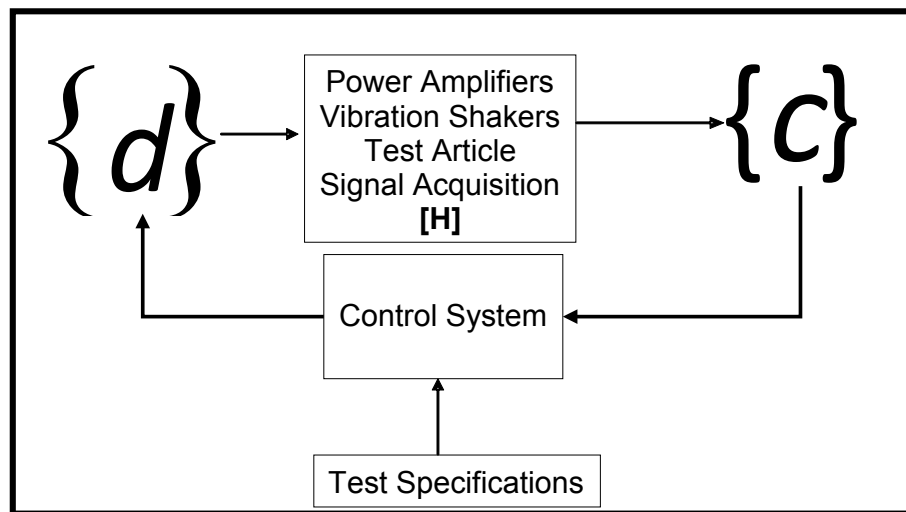 {d}
Power Amplifiers
Vibration Shakers
Test Article
Signal Acquisition
[H]
{c}
Control System
Test Specifications